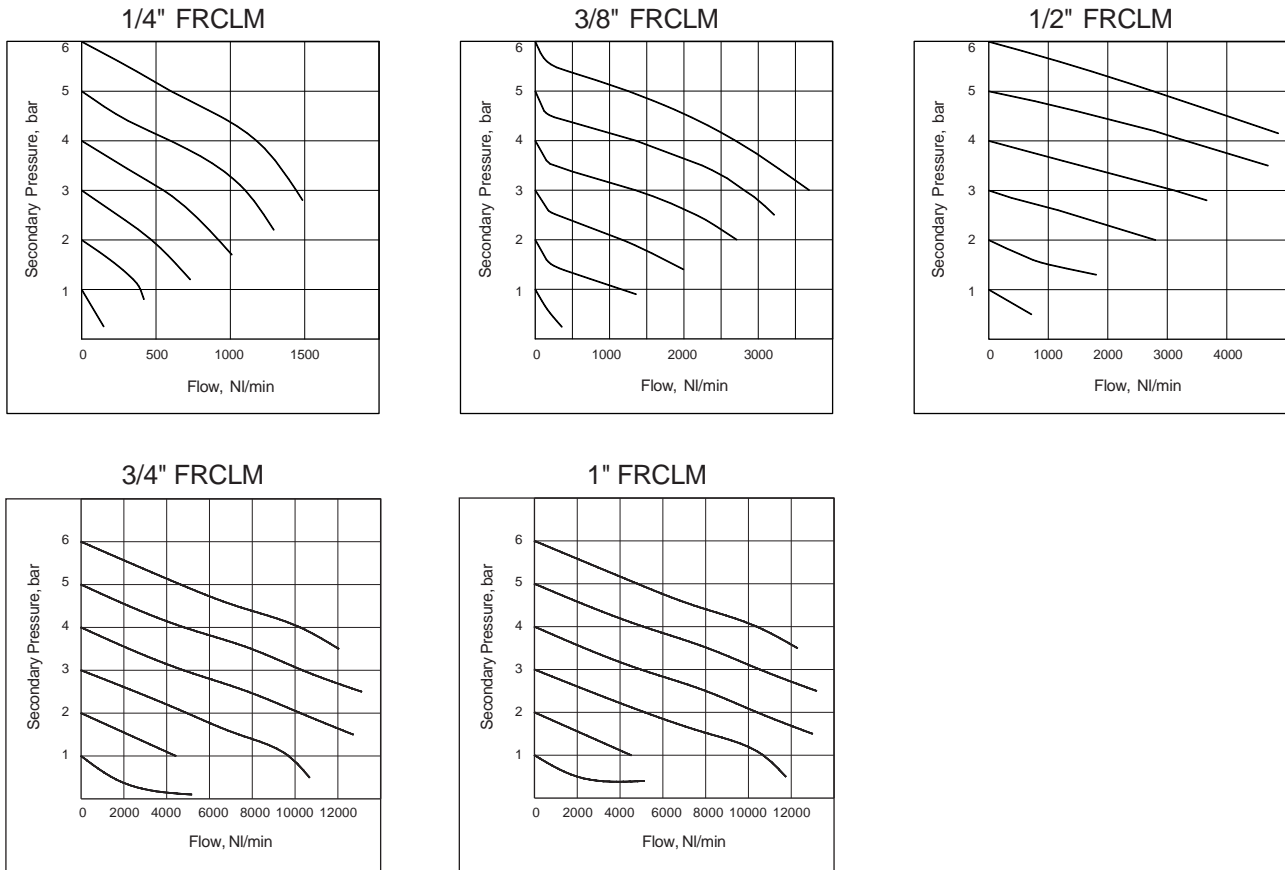 1/4" FRCLM
3/8" FRCLM
1/2" FRCLM
Secondary Pressure, bar
6
5
4
3
2
1
0 500 1000 1500
Flow, Nl/min
Secondary Pressure, bar
6
5
4
3
2
1
0 1000 2000 3000
Flow, Nl/min
Secondary Pressure, bar
6
5
4
3
2
1
0 1000 2000 3000 4000
Flow, Nl/min
3/4" FRCLM
1" FRCLM
Secondary Pressure, bar
6
5
4
3
2
1
0 2000 4000 6000 8000 10000 12000
Flow, Nl/min
Secondary Pressure, bar
6
5
4
3
2
1
0 2000 4000 6000 8000 10000 12000
Flow, Nl/min